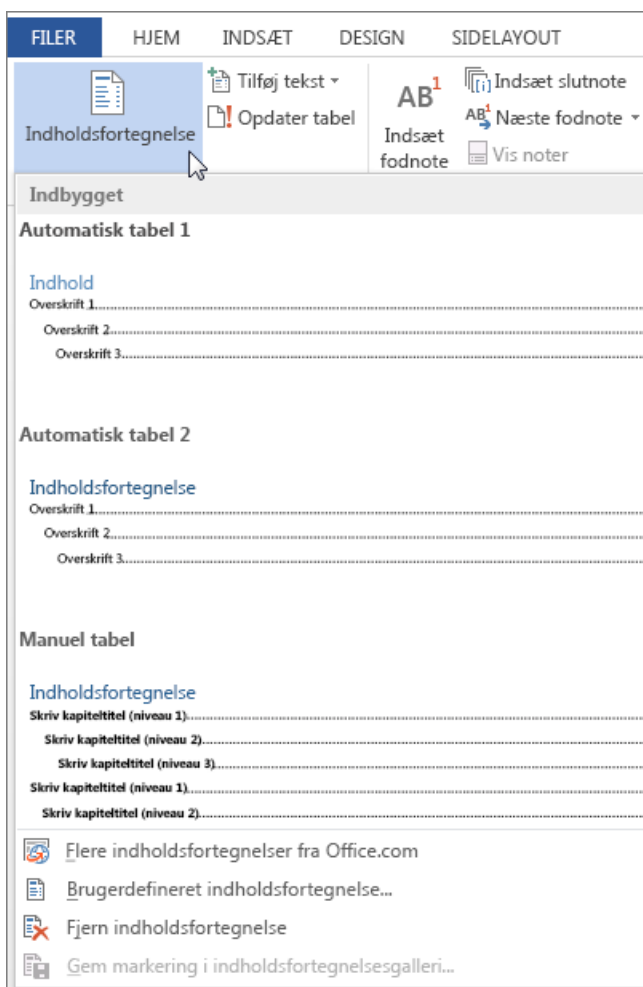 FILER HJEM INDSÆT DESIGN SIDELAYOUT
Indholdsfortegnelse
Tilføj tekst
Opdater tabel
AB1
Indsæt
fodnote
[i] Indsæt slutnote
AB1 Næste fodnote
Vis noter
Indbygget
Automatisk tabel 1
Indhold
Overskrift 1
Overskrift 2
Overskrift 3
Automatisk tabel 2
Indholdsfortegnelse
Overskrift 1
Overskrift 2
Overskrift 3
Manuel tabel
Indholdsfortegnelse
Skriv kapiteltitel (niveau 1)
Skriv kapiteltitel (niveau 2)
Skriv kapiteltitel (niveau 3)
Skriv kapiteltitel (niveau 1)
Skriv kapiteltitel (niveau 2)
Flere indholdsfortegnelser fra Office.com
Brugerdefineret indholdsfortegnelse...
Fjern indholdsfortegnelse
Gem markering i indholdsfortegnelsesgalleri...